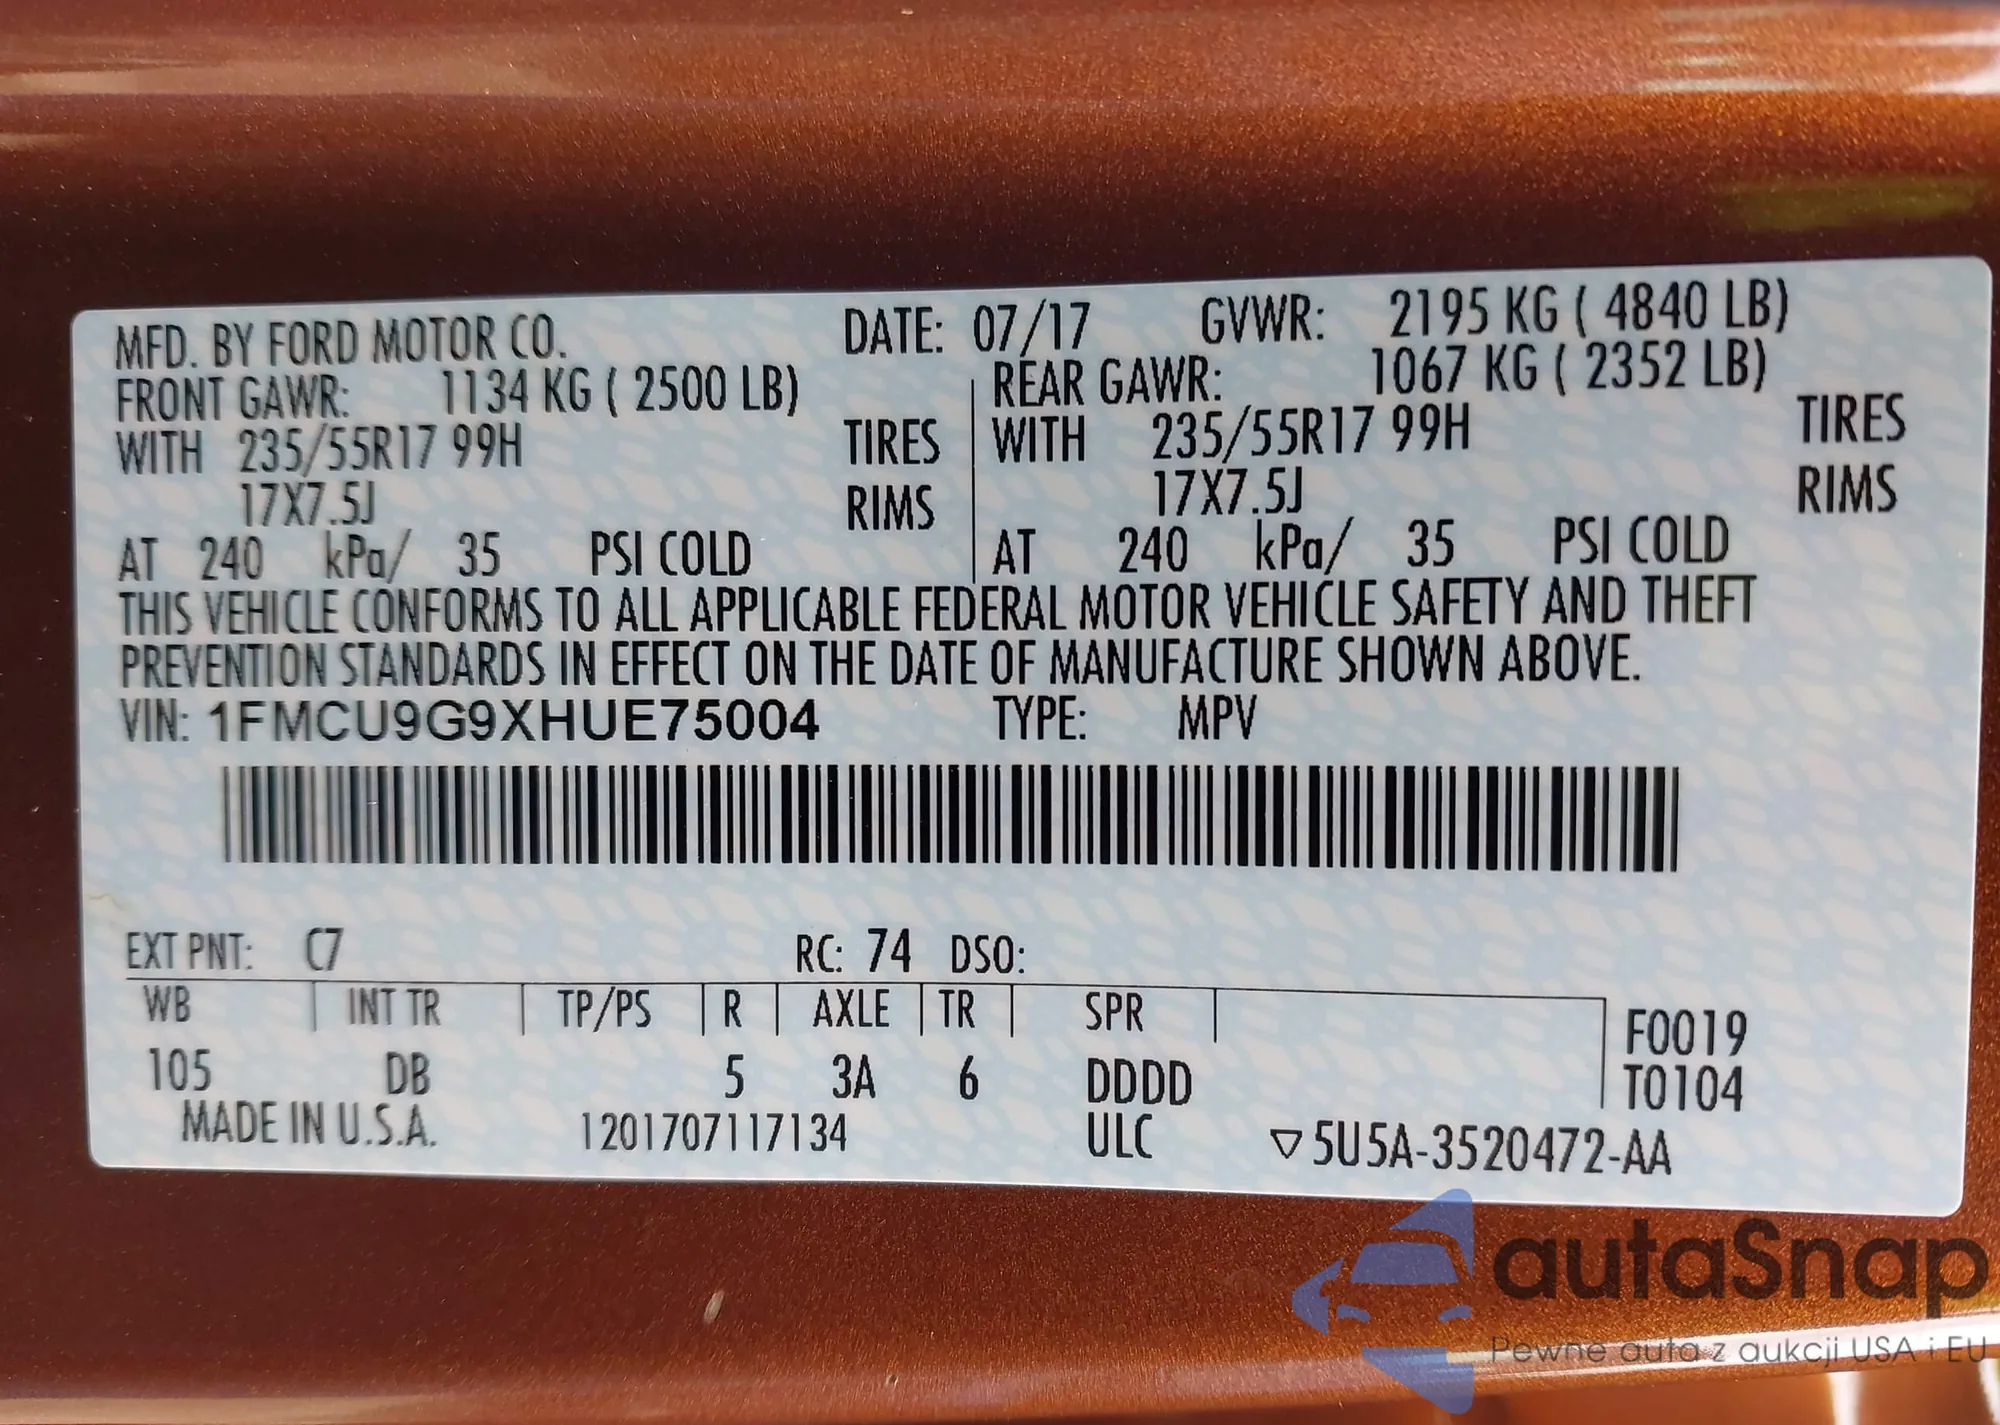 MFD. BY FORD MOTOR CO. DATE: 07/17 GVWR: 2195 KG ( 4840 LB)
FRONT GAWR: 1134 KG ( 2500 LB) REAR GAWR: 1067 KG ( 2352 LB)
WITH 235/55R17 99H TIRES WITH 235/55R17 99H TIRES
17X7.5J RIMS 17X7.5J RIMS
AT 240 kPa/ 35 PSI COLD AT 240 kPa/ 35 PSI COLD
THIS VEHICLE CONFORMS TO ALL APPLICABLE FEDERAL MOTOR VEHICLE SAFETY AND THEFT
PREVENTION STANDARDS IN EFFECT ON THE DATE OF MANUFACTURE SHOWN ABOVE.
VIN: 1FMCU9G9XHUE75004 TYPE: MPV
EXT PNT: C7 RC: 74 DSO:
WB INT TR TP/PS R AXLE TR SPR F0019
105 DB 5 3A 6 DDDD T0104
MADE IN U.S.A. 1201707117134 ULC ▽5U5A-3520472-AA
autaSnap
Pewne auta z aukcji USA i EU